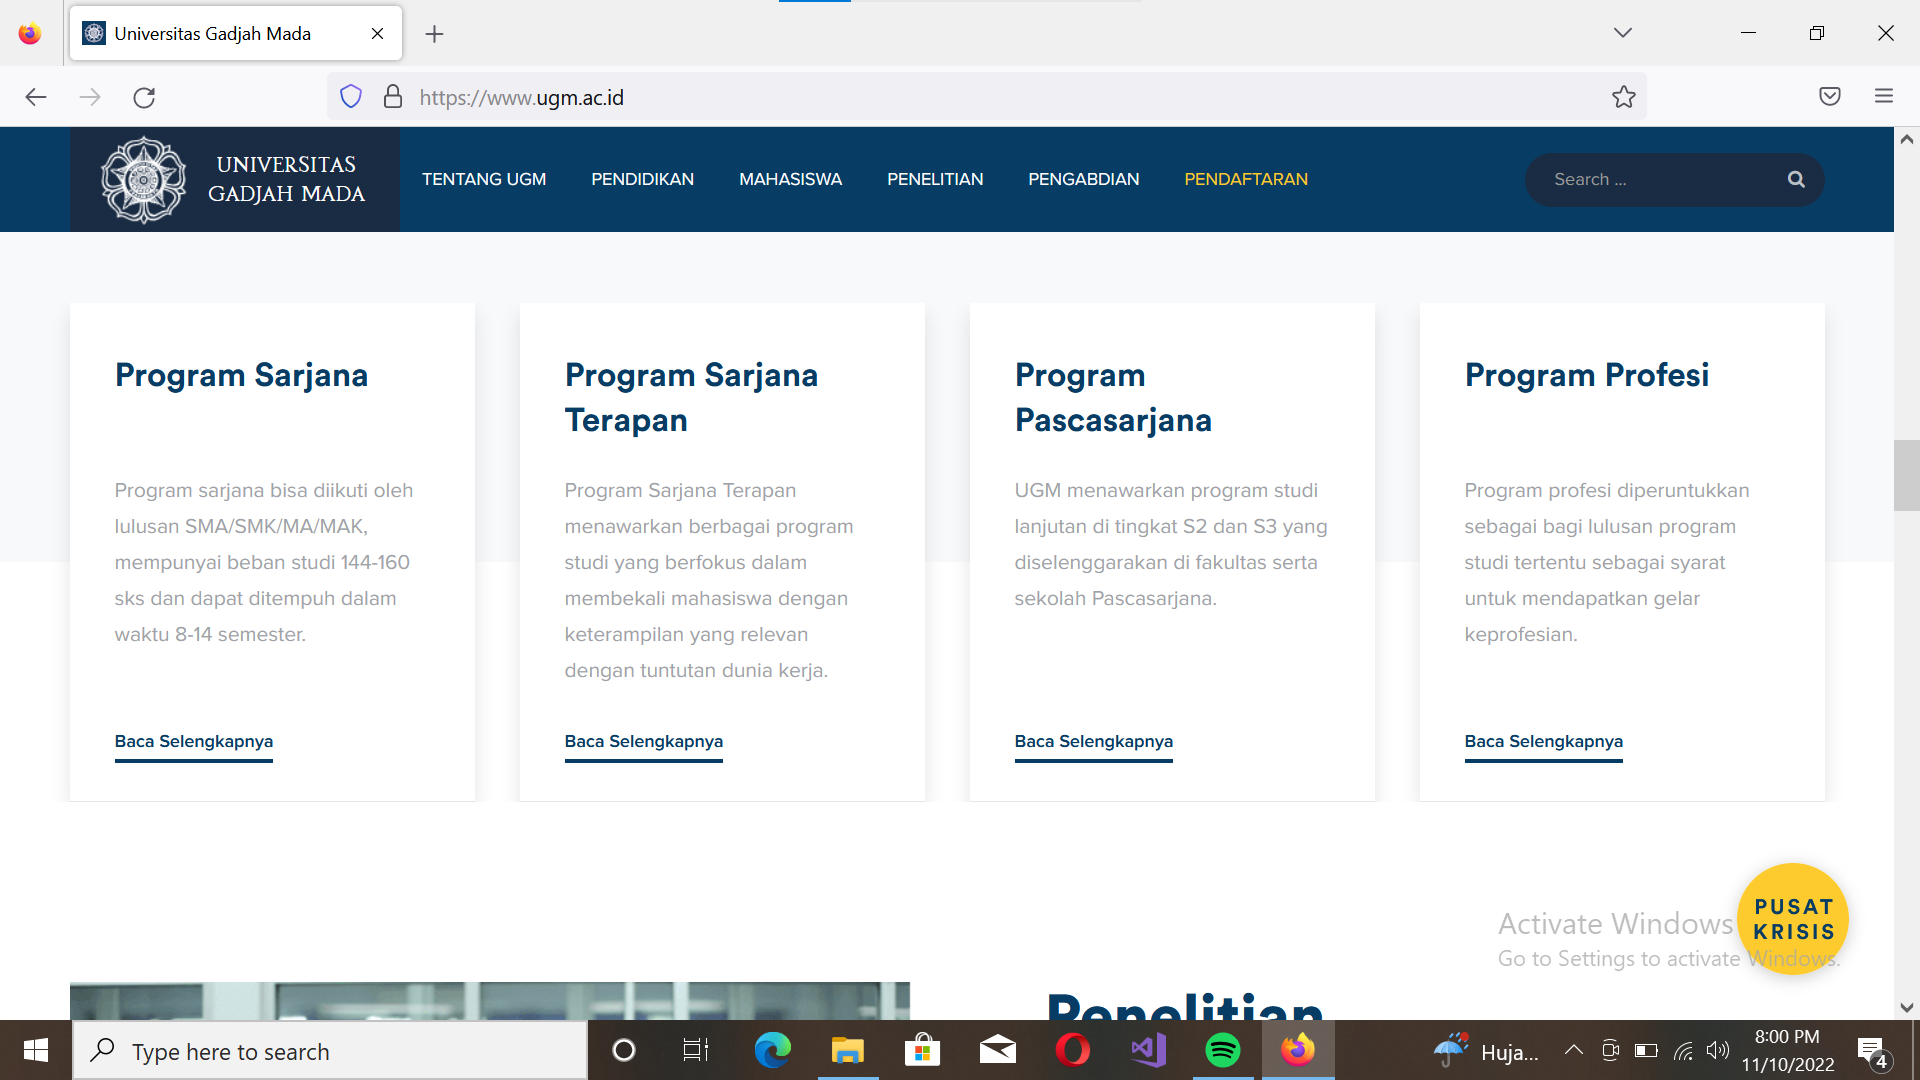 Universitas Gadjah Mada
https://www.ugm.ac.id
UNIVERSITAS
GADJAH MADA
TENTANG UGM
PENDIDIKAN
MAHASISWA
PENELITIAN
PENGABDIAN
PENDAFTARAN
Search ...
Program Sarjana
Program sarjana bisa diikuti oleh
lulusan SMA/SMK/MA/MAK,
mempunyai beban studi 144-160
sks dan dapat ditempuh dalam
waktu 8-14 semester.
Baca Selengkapnya
Program Sarjana
Terapan
Program Sarjana Terapan
menawarkan berbagai program
studi yang berfokus dalam
membekali mahasiswa dengan
keterampilan yang relevan
dengan tuntutan dunia kerja.
Baca Selengkapnya
Program
Pascasarjana
UGM menawarkan program studi
lanjutan di tingkat S2 dan S3 yang
diselenggarakan di fakultas serta
sekolah Pascasarjana.
Baca Selengkapnya
Program Profesi
Program profesi diperuntukkan
sebagai bagi lulusan program
studi tertentu sebagai syarat
untuk mendapatkan gelar
keprofesian.
Baca Selengkapnya
PUSAT
KRISIS
Activate Windows
Go to Settings to activate Windows.
Penelitian
Type here to search
Huja...
8:00 PM
11/10/2022
4